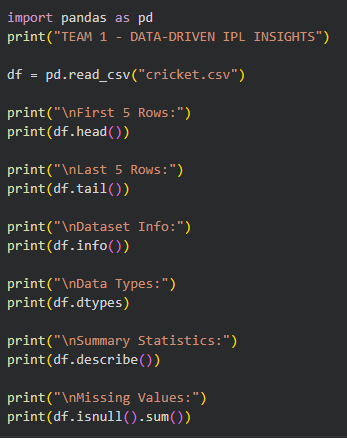 import pandas as pd
print("TEAM 1 - DATA-DRIVEN IPL INSIGHTS")
df = pd.read_csv("cricket.csv")
print("\nFirst 5 Rows:")
print(df.head())
print("\nLast 5 Rows:")
print(df.tail())
print("\nDataset Info:")
print(df.info())
print("\nData Types:")
print(df.dtypes)
print("\nSummary Statistics:")
print(df.describe())
print("\nMissing Values:")
print(df.isnull().sum())